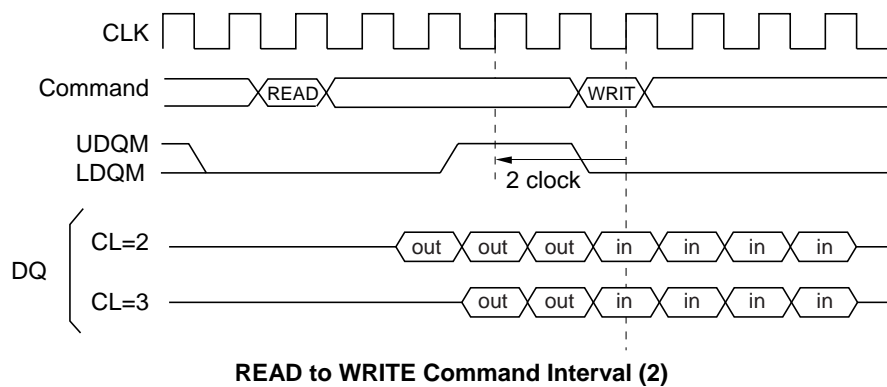 CLK
Command READ WRIT
UDQM
LDQM
2 clock
DQ
CL=2 out out out in in in in
CL=3 out out in in in in
READ to WRITE Command Interval (2)